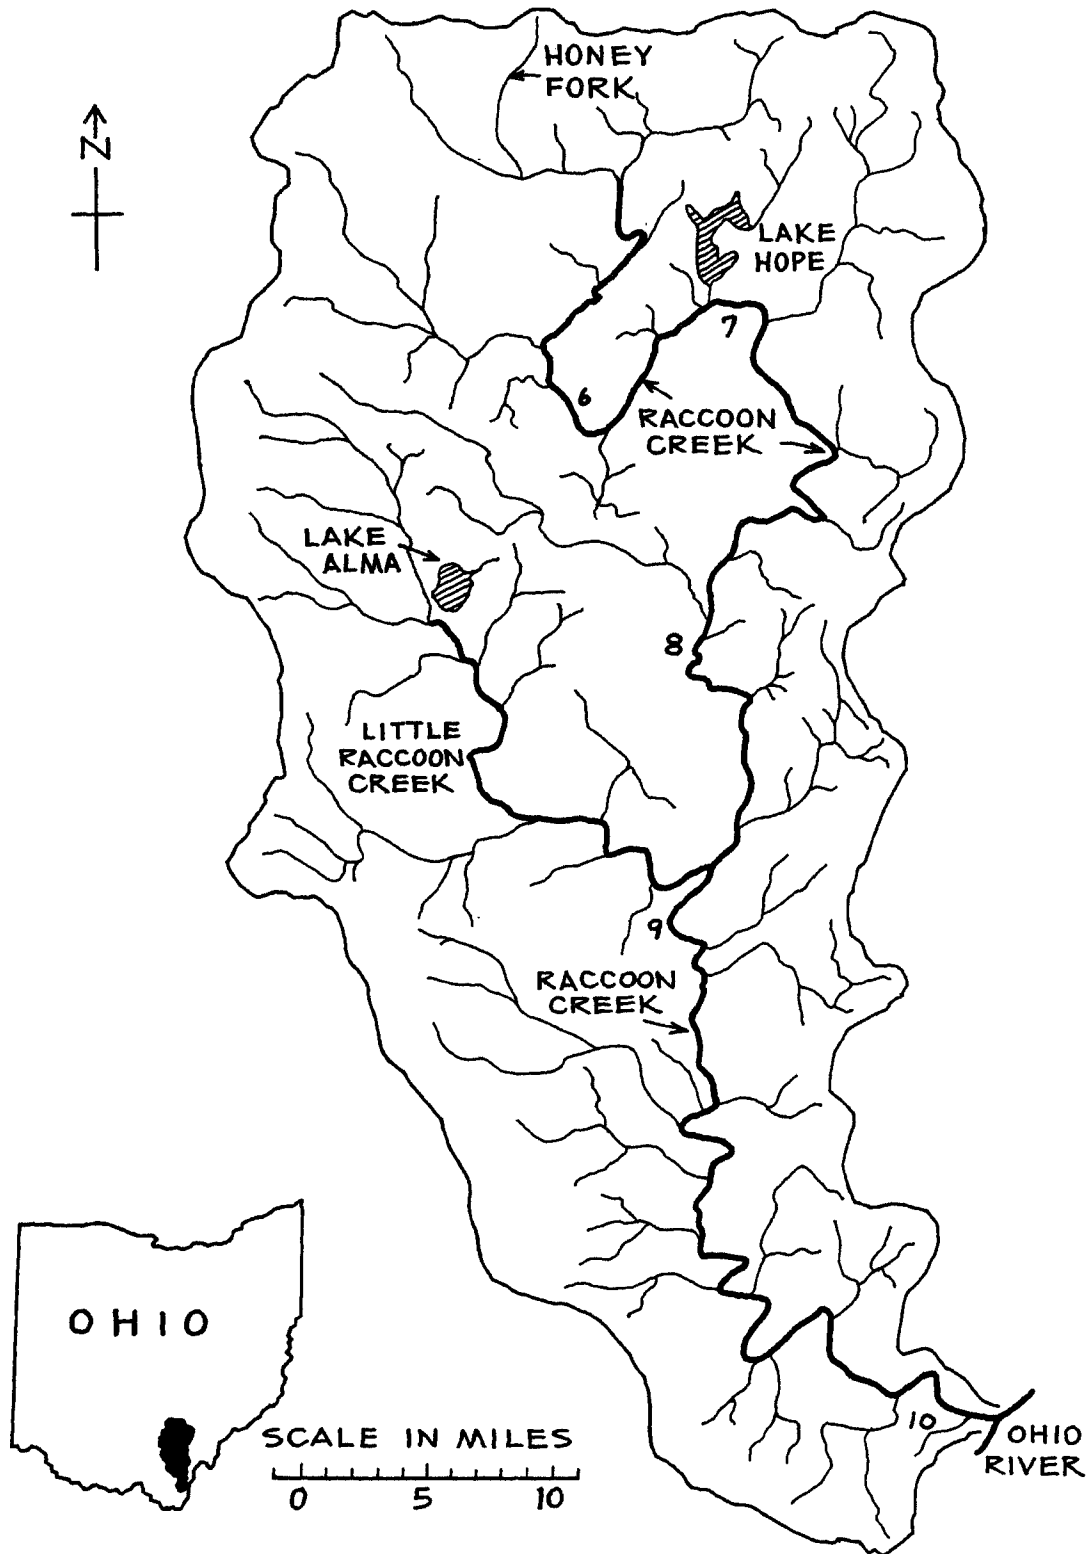 HONEY
FORK
N
LAKE
HOPE
7
6
RACCOON
CREEK
LAKE
ALMA
8
LITTLE
RACCOON
CREEK
9
RACCOON
CREEK
OHIO
10
SCALE IN MILES
0 5 10
OHIO
RIVER